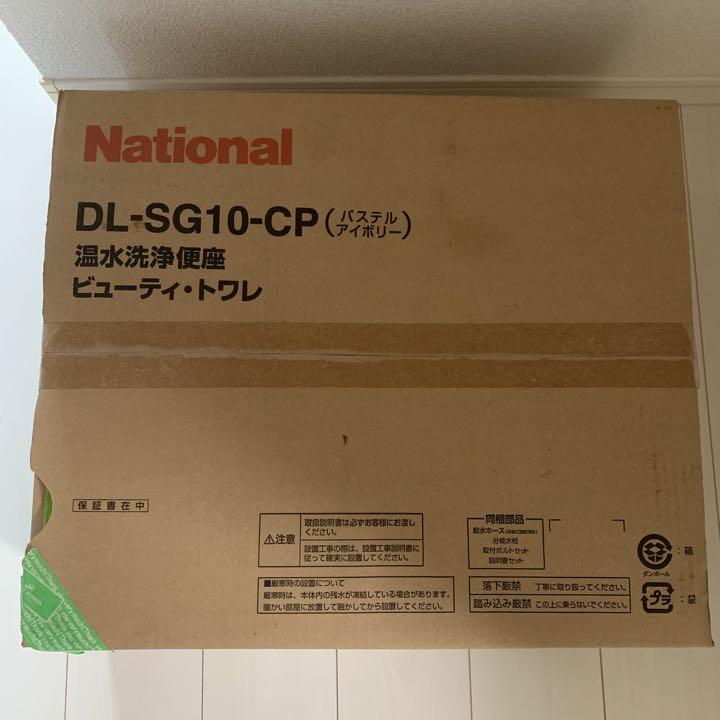 National
DL-SG10-CP(パステルアイボリー)
温水洗浄便座
ビューティ・トワレ
保証書在中
⚠注意
取扱説明書は必ずお客様にお渡し
ください。
設置工事の際は、設置工事説明書に
従って確実に設置してください。
■厳寒時の設置について
厳寒時は、本体内の残水が凍結している場合があります。
暖かい部屋に放置して融かしてから設置してください。
同梱部品
給水ホース
分岐水栓
取付ボルトセット
説明書セット
落下厳禁 丁寧に取り扱ってください。
踏み込み厳禁 この上に乗らないでください。
ダンボール
:箱
プラ
:袋